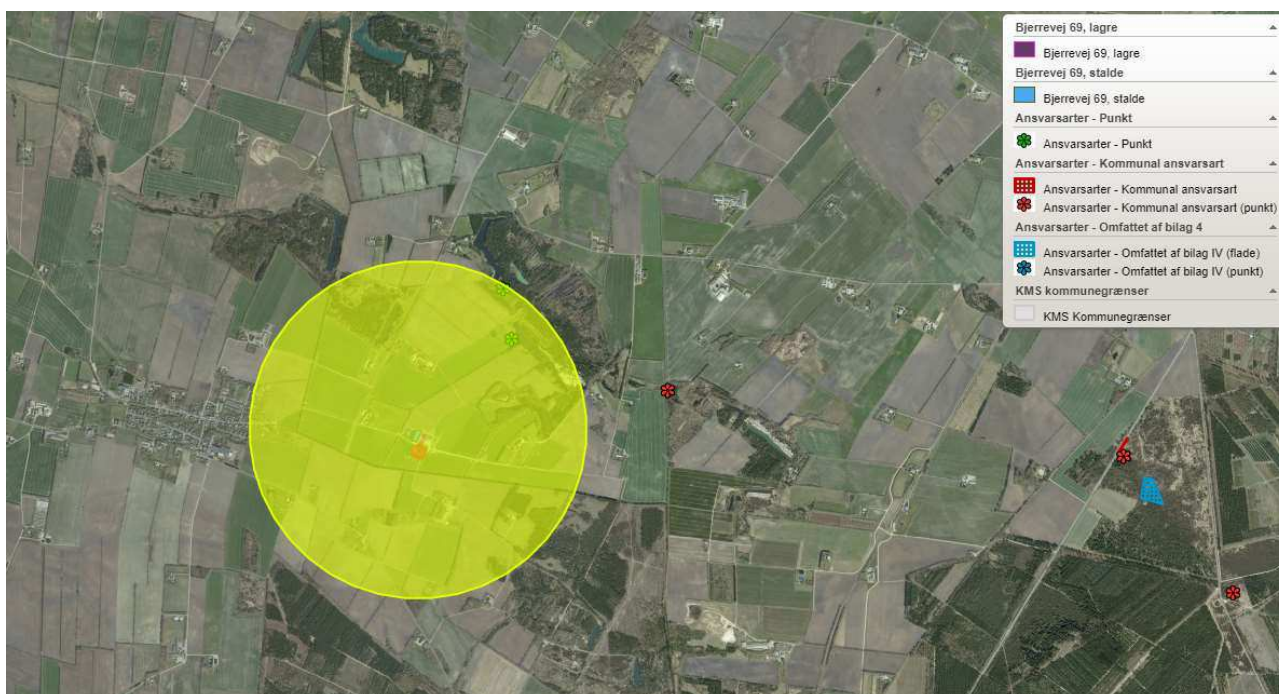 Bjerrevej 69, lagre
Bjerrevej 69, lagre
Bjerrevej 69, stalde
Bjerrevej 69, stalde
Ansvarsarter - Punkt
Ansvarsarter - Punkt
Ansvarsarter - Kommunal ansvarsart
Ansvarsarter - Kommunal ansvarsart
Ansvarsarter - Kommunal ansvarsart (punkt)
Ansvarsarter - Omfattet af bilag 4
Ansvarsarter - Omfattet af bilag IV (flade)
Ansvarsarter - Omfattet af bilag IV (punkt)
KMS kommunegrænser
KMS Kommunegrænser